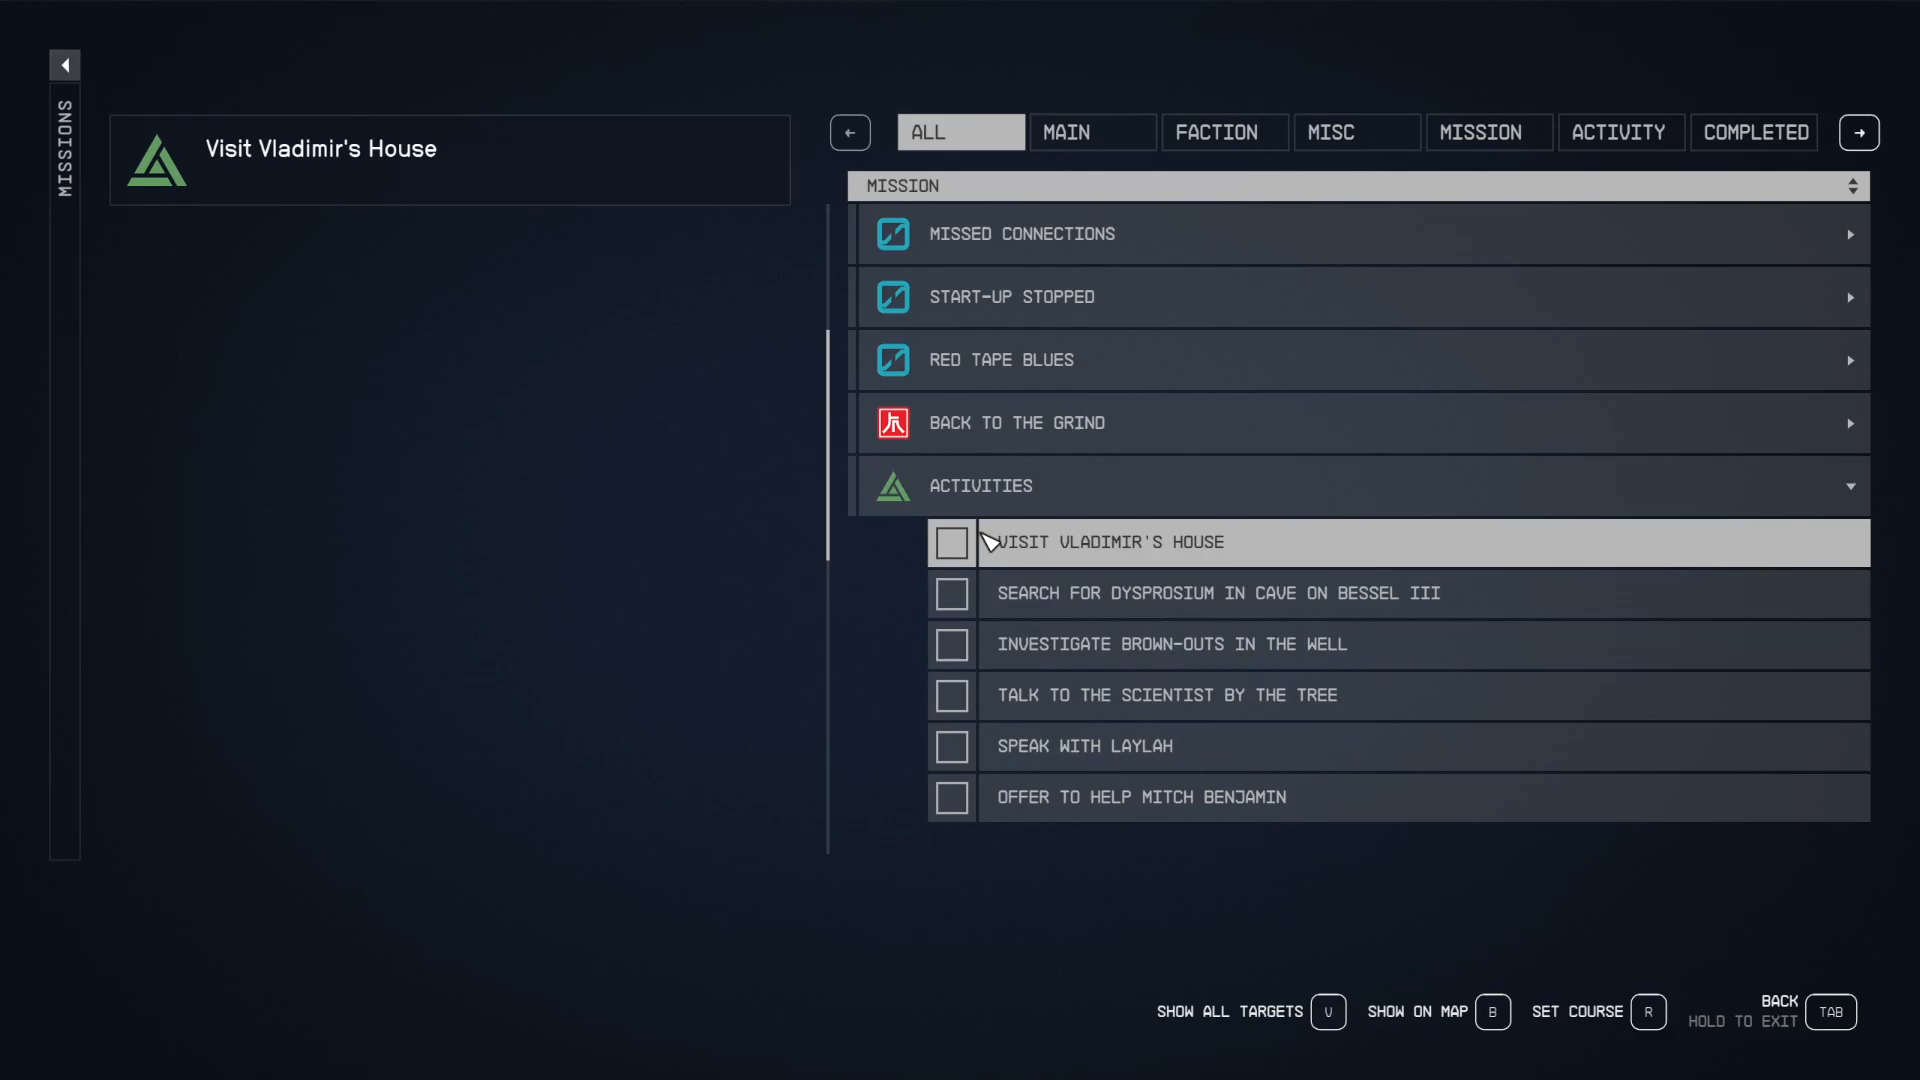 MISSIONS
Visit Vladimir's House
ALL MAIN FACTION MISC MISSION ACTIVITY COMPLETED
MISSION
MISSED CONNECTIONS
START-UP STOPPED
RED TAPE BLUES
BACK TO THE GRIND
ACTIVITIES
VISIT VLADIMIR'S HOUSE
SEARCH FOR DYSPROSIUM IN CAVE ON BESSEL III
INVESTIGATE BROWN-OUTS IN THE WELL
TALK TO THE SCIENTIST BY THE TREE
SPEAK WITH LAYLAH
OFFER TO HELP MITCH BENJAMIN
SHOW ALL TARGETS V SHOW ON MAP B SET COURSE R BACK TAB
HOLD TO EXIT